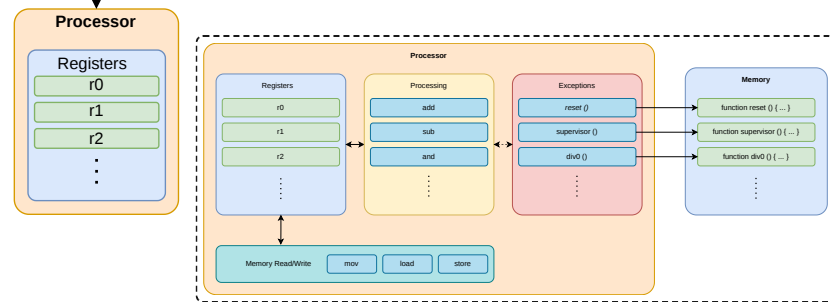 Processor
Registers
r0
r1
r2
Processor
Registers
r0
r1
r2
Processing
add
sub
and
Exceptions
reset ()
supervisor ()
div0 ()
Memory
function reset () { ... }
function supervisor () { ... }
function div0 () { ... }
Memory Read/Write
mov
load
store